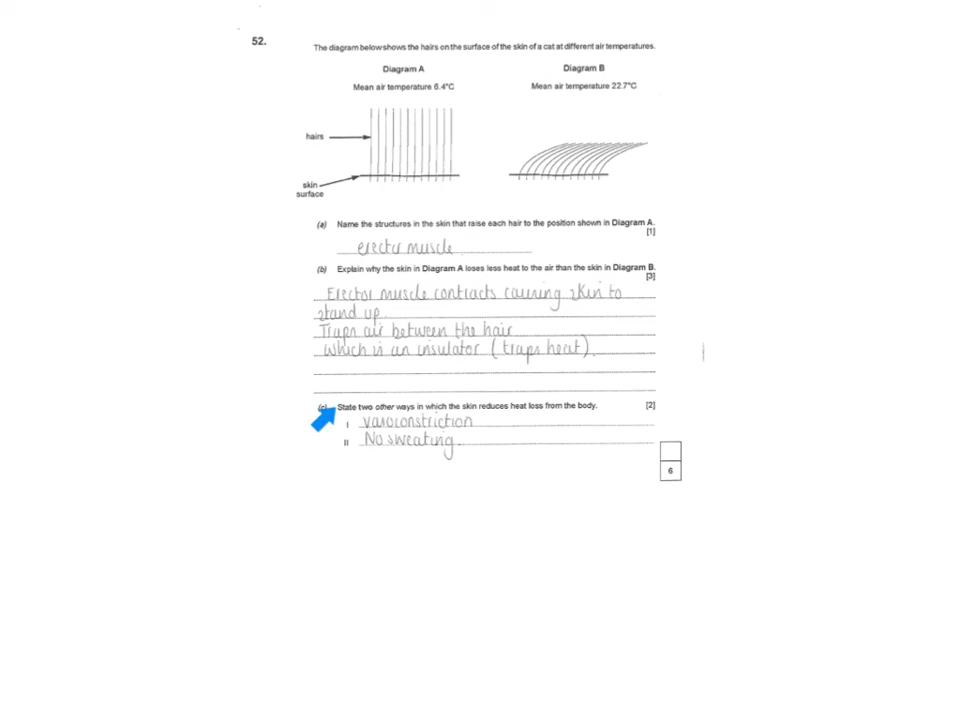 52.
The diagram below shows the hairs on the surface of the skin of a cat at different air temperatures.
Diagram A
Diagram B
Mean air temperature 6.4°C
Mean air temperature 22.7°C
hairs
skin
surface
(a) Name the structures in the skin that raise each hair to the position shown in Diagram A.
[1]
erector muscle
(b) Explain why the skin in Diagram A loses less heat to the air than the skin in Diagram B.
[3]
Erector muscle contracts causing skin to
stand up.
Traps air between the hair
which is an insulator (traps heat).
(c) State two other ways in which the skin reduces heat loss from the body. [2]
I vasoconstriction
II No sweating
6